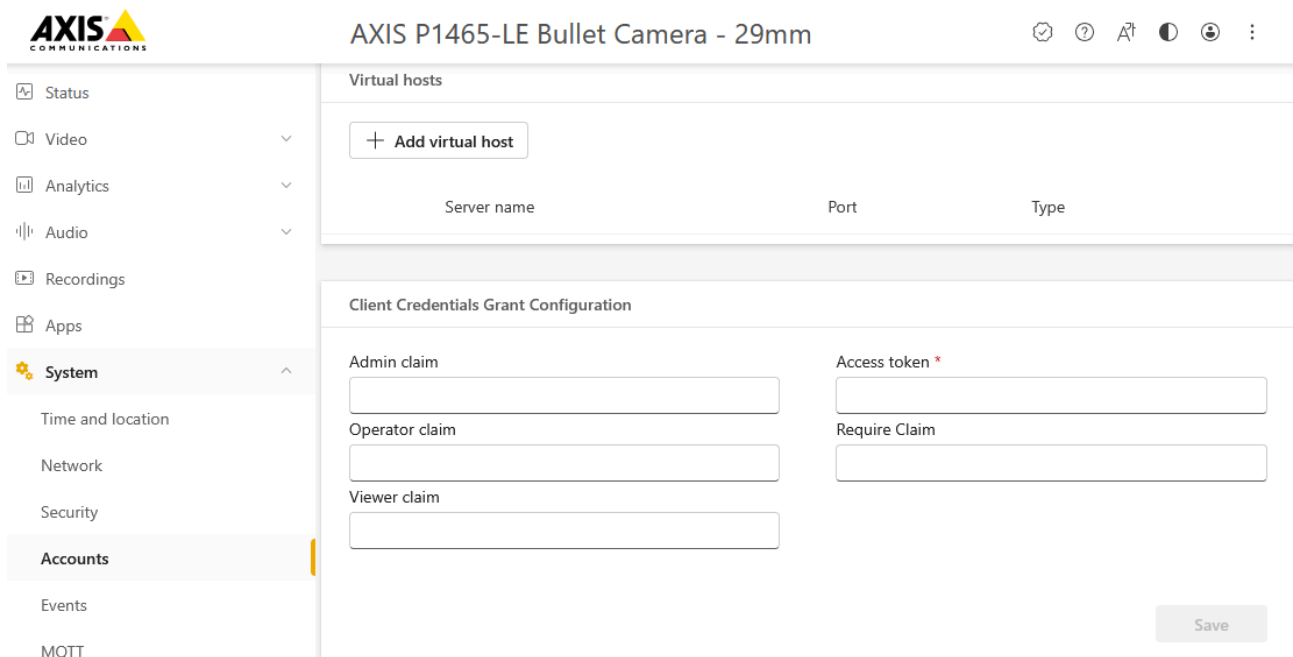 AXIS
COMMUNICATIONS
AXIS P1465-LE Bullet Camera - 29mm
Status
Video
Analytics
Audio
Recordings
Apps
System
Time and location
Network
Security
Accounts
Events
MQTT
Virtual hosts
Add virtual host
Server name Port Type
Client Credentials Grant Configuration
Admin claim Access token *
Operator claim Require Claim
Viewer claim
Save